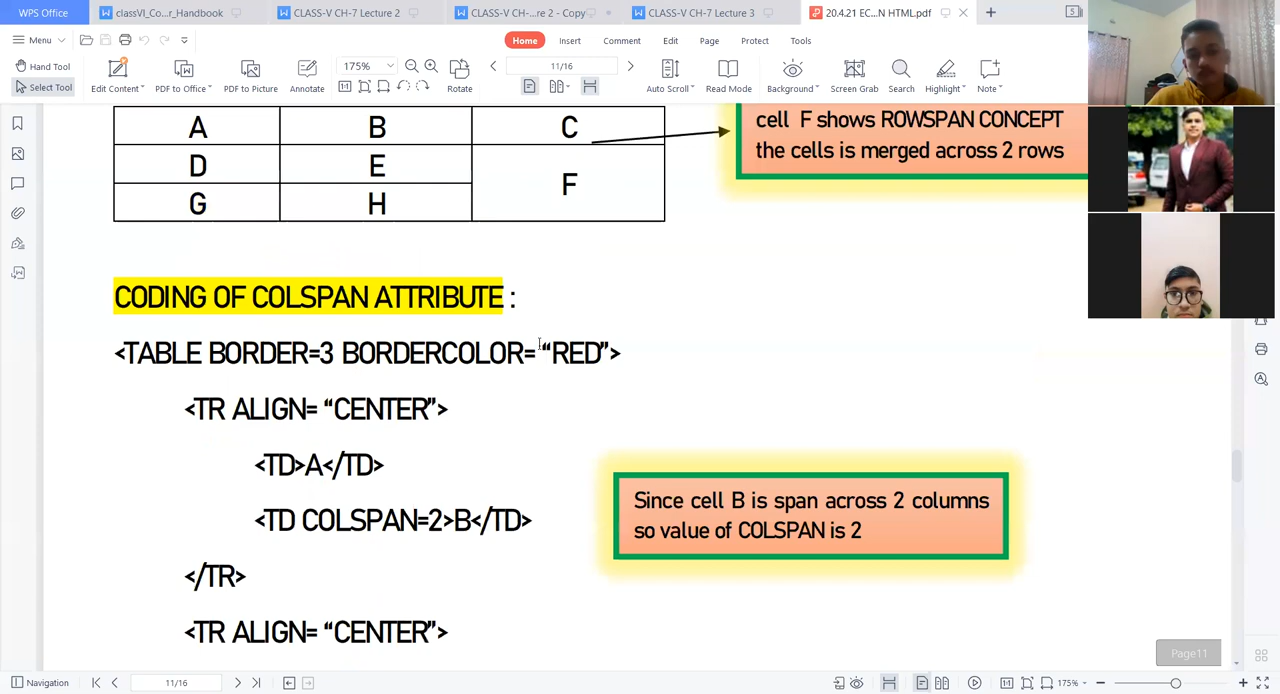 WPS Office
classVI_Co...r_Handbook
CLASS-V CH-7 Lecture 2
CLASS-V CH-...re 2 - Copy
CLASS-V CH-7 Lecture 3
20.4.21 EC....N HTML.pdf
5
Menu
Home
Insert
Comment
Edit
Page
Protect
Tools
Hand Tool
Select Tool
Edit Content
PDF to Office
PDF to Picture
Annotate
175%
Rotate
11/16
Auto Scroll
Read Mode
Background
Screen Grab
Search
Highlight
Note
A B C
D E F
G H
cell F shows ROWSPAN CONCEPT
the cells is merged across 2 rows
CODING OF COLSPAN ATTRIBUTE :
<TABLE BORDER=3 BORDERCOLOR= “RED”>
<TR ALIGN= “CENTER”>
<TD>A</TD>
<TD COLSPAN=2>B</TD>
</TR>
<TR ALIGN= “CENTER”>
Since cell B is span across 2 columns
so value of COLSPAN is 2
Page11
Navigation
11/16
175%